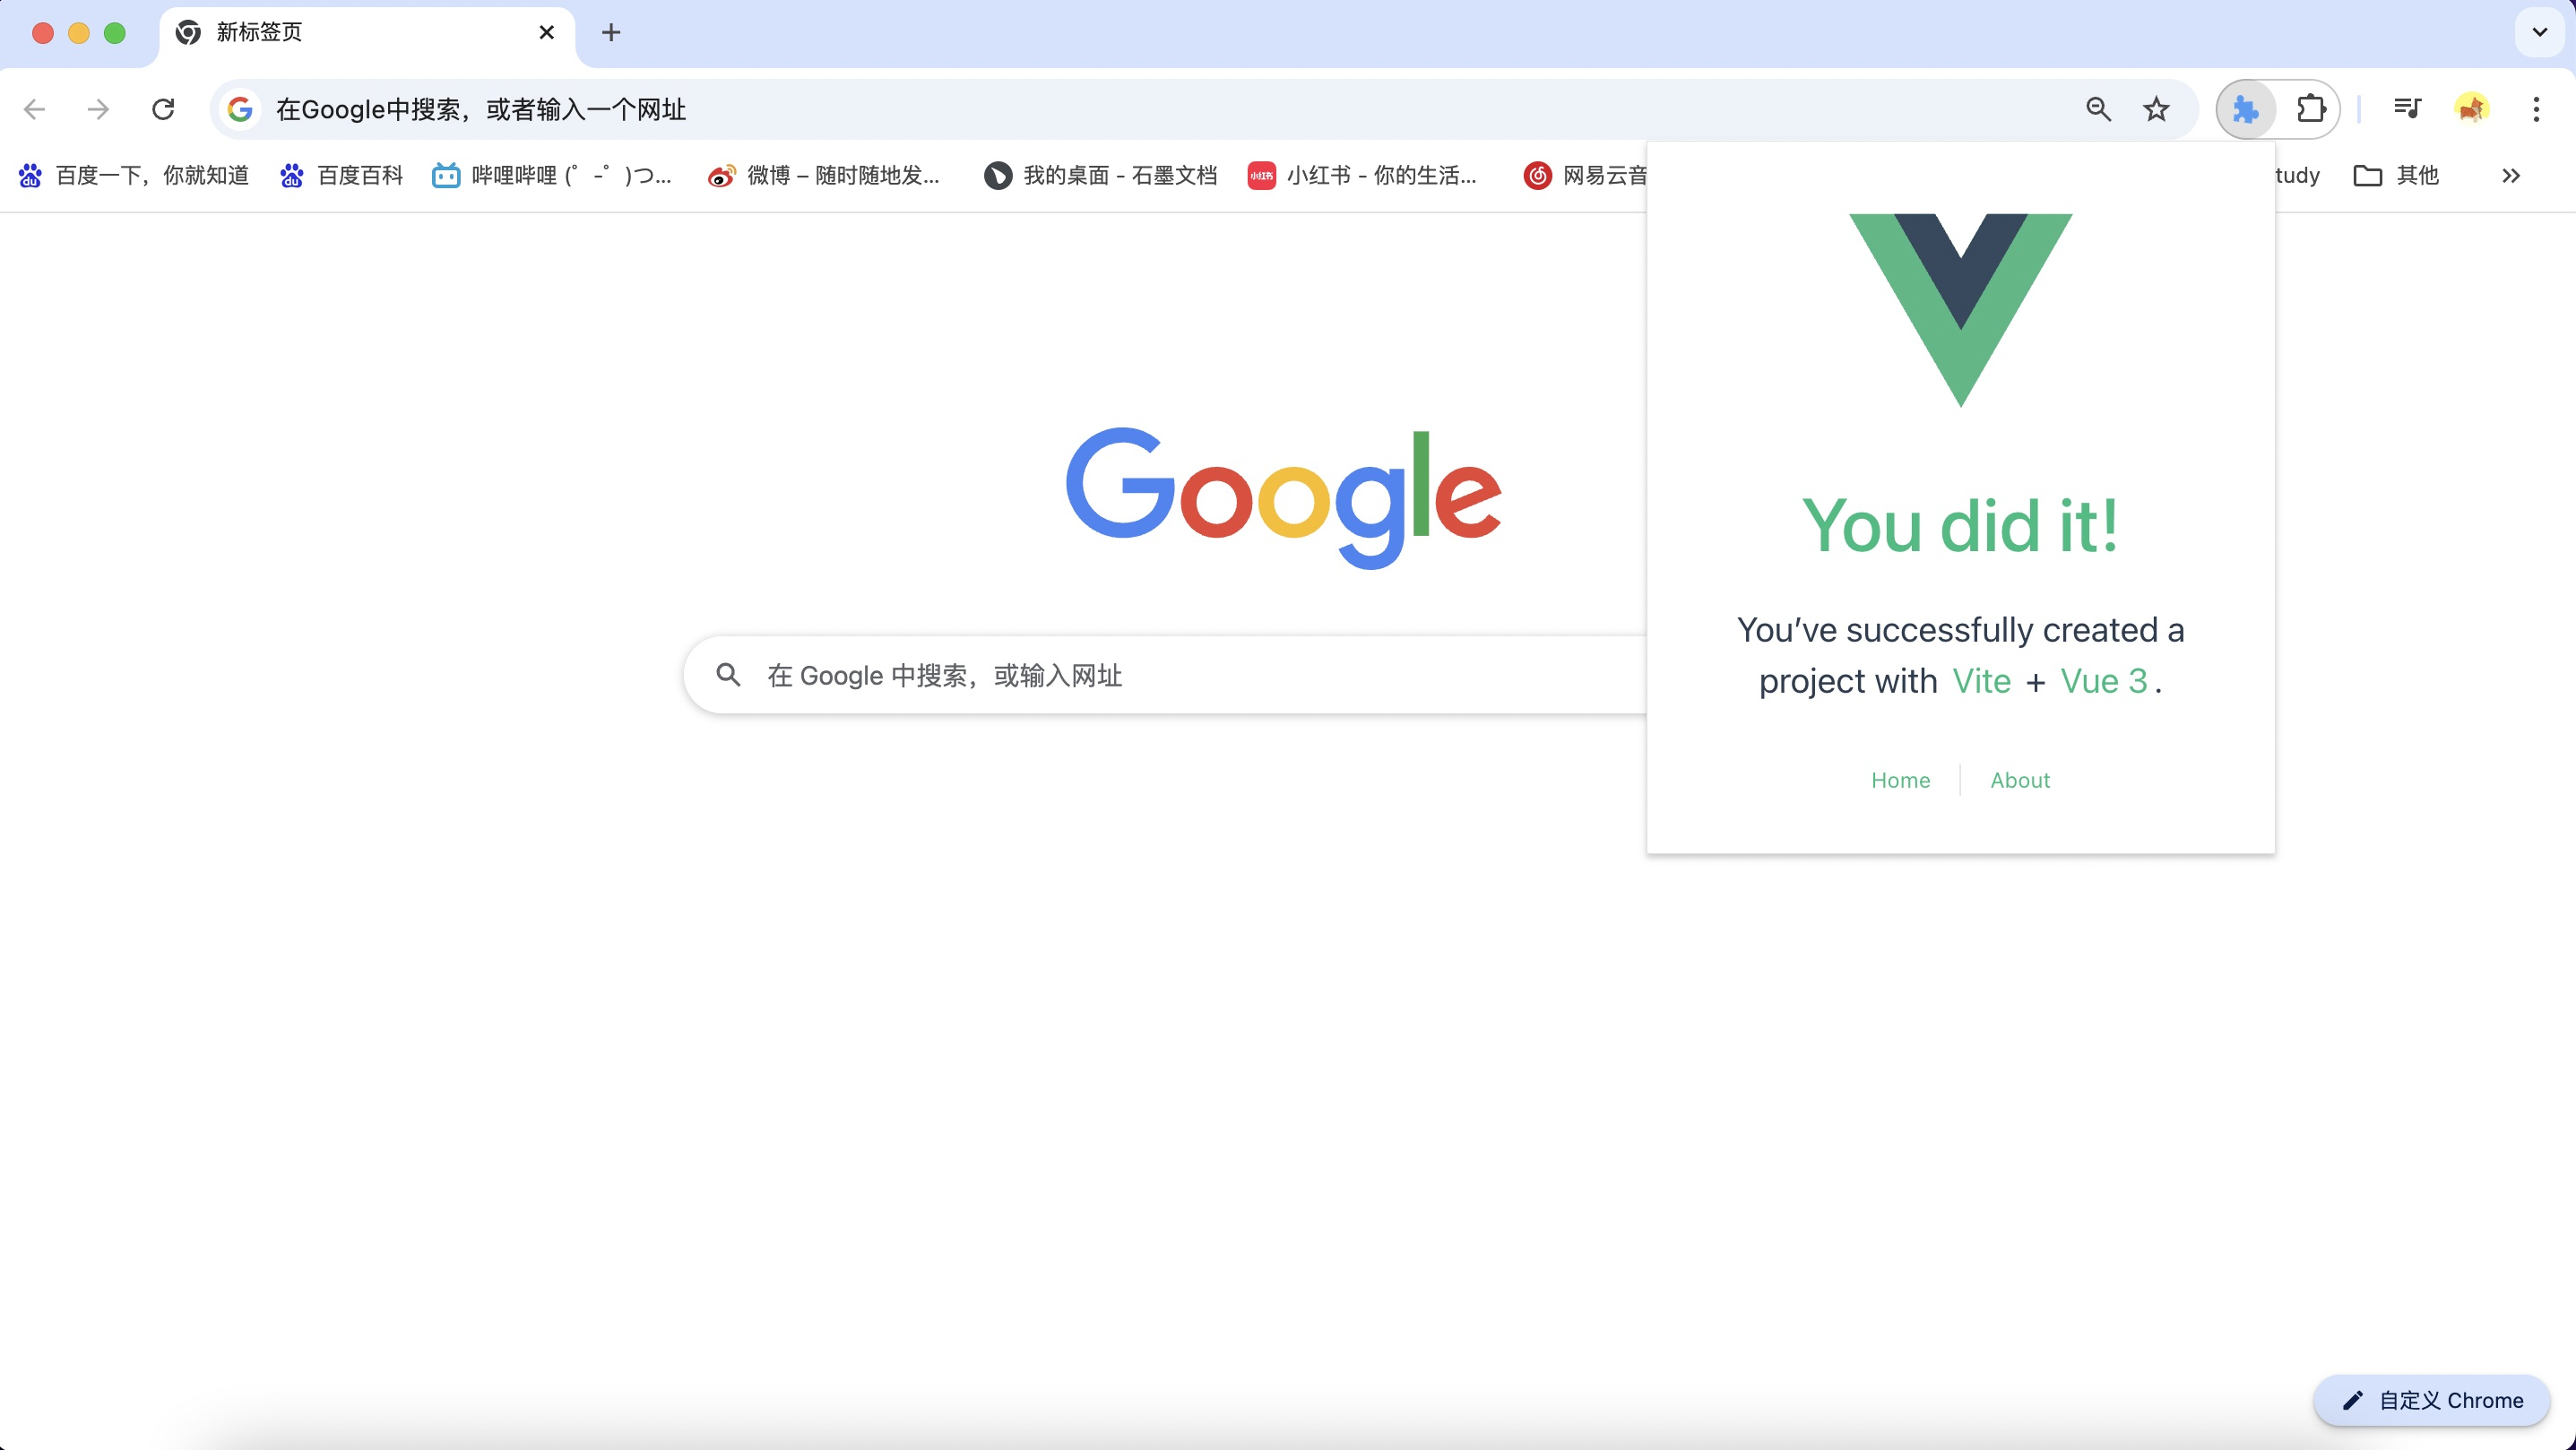 新标签页
在Google中搜索，或者输入一个网址
百度一下，你就知道
百度百科
哔哩哔哩 (゜-゜)つ...
微博 – 随时随地发...
我的桌面 - 石墨文档
小红书 - 你的生活...
网易云音
tudy
其他
Google
在 Google 中搜索，或输入网址
You did it!
You’ve successfully created a
project with Vite + Vue 3.
Home
About
自定义 Chrome